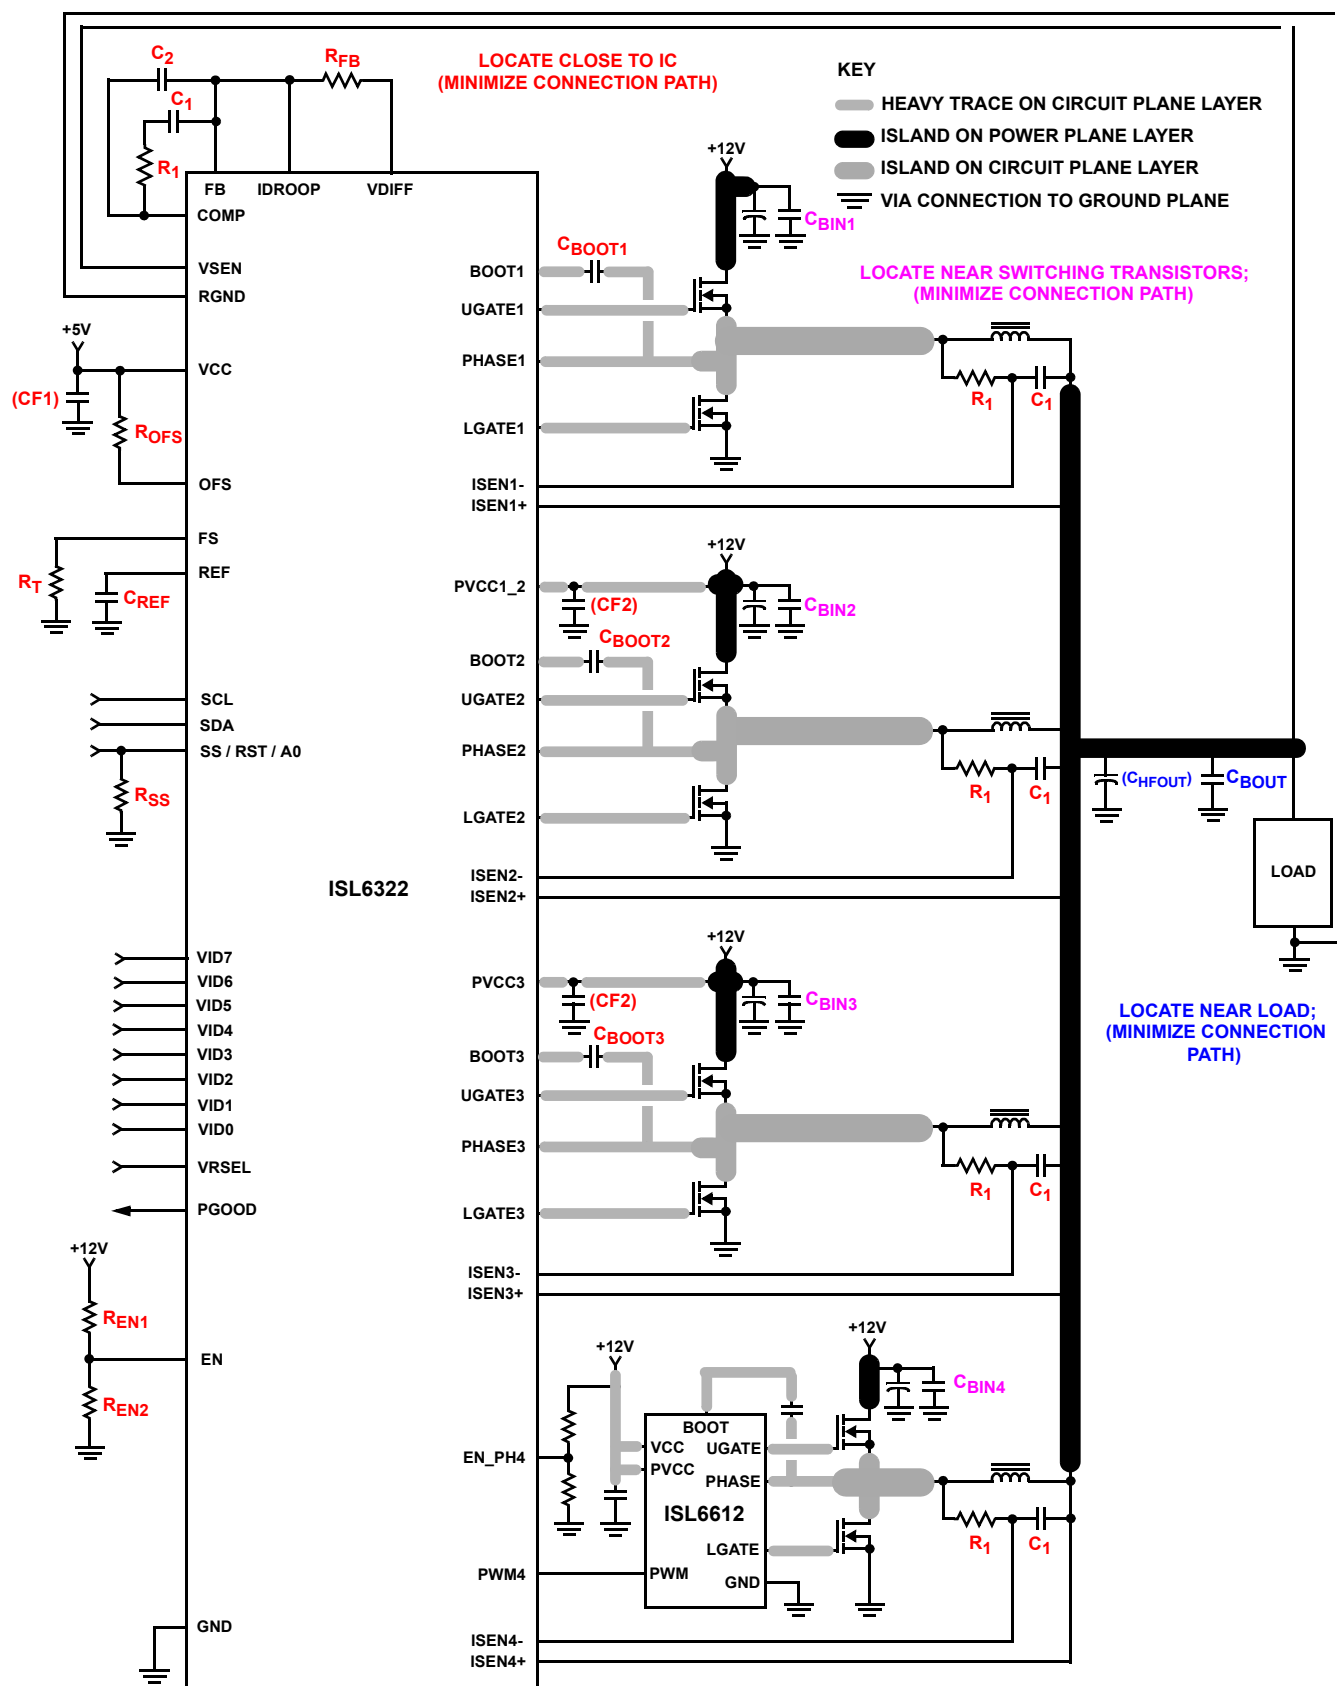 C2
RFB
C1
R1
LOCATE CLOSE TO IC
(MINIMIZE CONNECTION PATH)
KEY
HEAVY TRACE ON CIRCUIT PLANE LAYER
ISLAND ON POWER PLANE LAYER
ISLAND ON CIRCUIT PLANE LAYER
VIA CONNECTION TO GROUND PLANE
FB
IDROOP
VDIFF
COMP
VSEN
RGND
+5V
VCC
(CF1)
ROFS
OFS
FS
RT
REF
CREF
SCL
SDA
SS / RST / A0
RSS
ISL6322
VID7
VID6
VID5
VID4
VID3
VID2
VID1
VID0
VRSEL
PGOOD
+12V
REN1
EN
REN2
GND
+12V
CBIN1
CBOOT1
BOOT1
UGATE1
PHASE1
LGATE1
ISEN1-
ISEN1+
LOCATE NEAR SWITCHING TRANSISTORS;
(MINIMIZE CONNECTION PATH)
R1
C1
+12V
PVCC1_2
(CF2)
CBIN2
CBOOT2
BOOT2
UGATE2
PHASE2
LGATE2
ISEN2-
ISEN2+
R1
C1
(CHFOUT)
CBOUT
LOAD
LOCATE NEAR LOAD;
(MINIMIZE CONNECTION
PATH)
+12V
PVCC3
(CF2)
CBIN3
CBOOT3
BOOT3
UGATE3
PHASE3
LGATE3
ISEN3-
ISEN3+
R1
C1
+12V
+12V
CBIN4
EN_PH4
PWM4
ISEN4-
ISEN4+
BOOT
VCC
UGATE
PVCC
PHASE
ISL6612
LGATE
PWM
GND
R1
C1